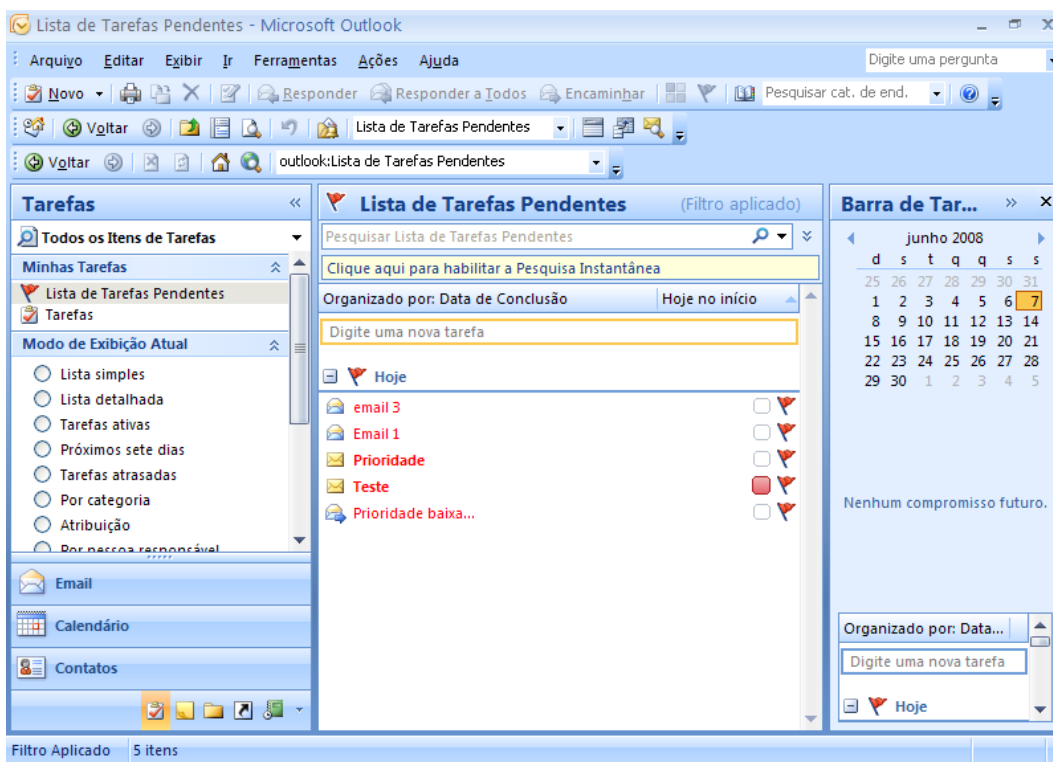 Lista de Tarefas Pendentes - Microsoft Outlook
Arquivo Editar Exibir Ir Ferramentas Ações Ajuda Digite uma pergunta
Novo Responder Responder a Todos Encaminhar Pesquisar cat. de end.
Voltar Lista de Tarefas Pendentes
Voltar outlook:Lista de Tarefas Pendentes
Tarefas
Todos os Itens de Tarefas
Minhas Tarefas
Lista de Tarefas Pendentes
Tarefas
Modo de Exibição Atual
Lista simples
Lista detalhada
Tarefas ativas
Próximos sete dias
Tarefas atrasadas
Por categoria
Atribuição
Por pessoa responsável
Email
Calendário
Contatos
Lista de Tarefas Pendentes (Filtro aplicado)
Pesquisar Lista de Tarefas Pendentes
Clique aqui para habilitar a Pesquisa Instantânea
Organizado por: Data de Conclusão Hoje no início
Digite uma nova tarefa
Hoje
email 3
Email 1
Prioridade
Teste
Prioridade baixa...
Barra de Tar...
junho 2008
d s t q q s s
25 26 27 28 29 30 31
1 2 3 4 5 6 7
8 9 10 11 12 13 14
15 16 17 18 19 20 21
22 23 24 25 26 27 28
29 30 1 2 3 4 5
Nenhum compromisso futuro.
Organizado por: Data...
Digite uma nova tarefa
Hoje
Filtro Aplicado 5 itens